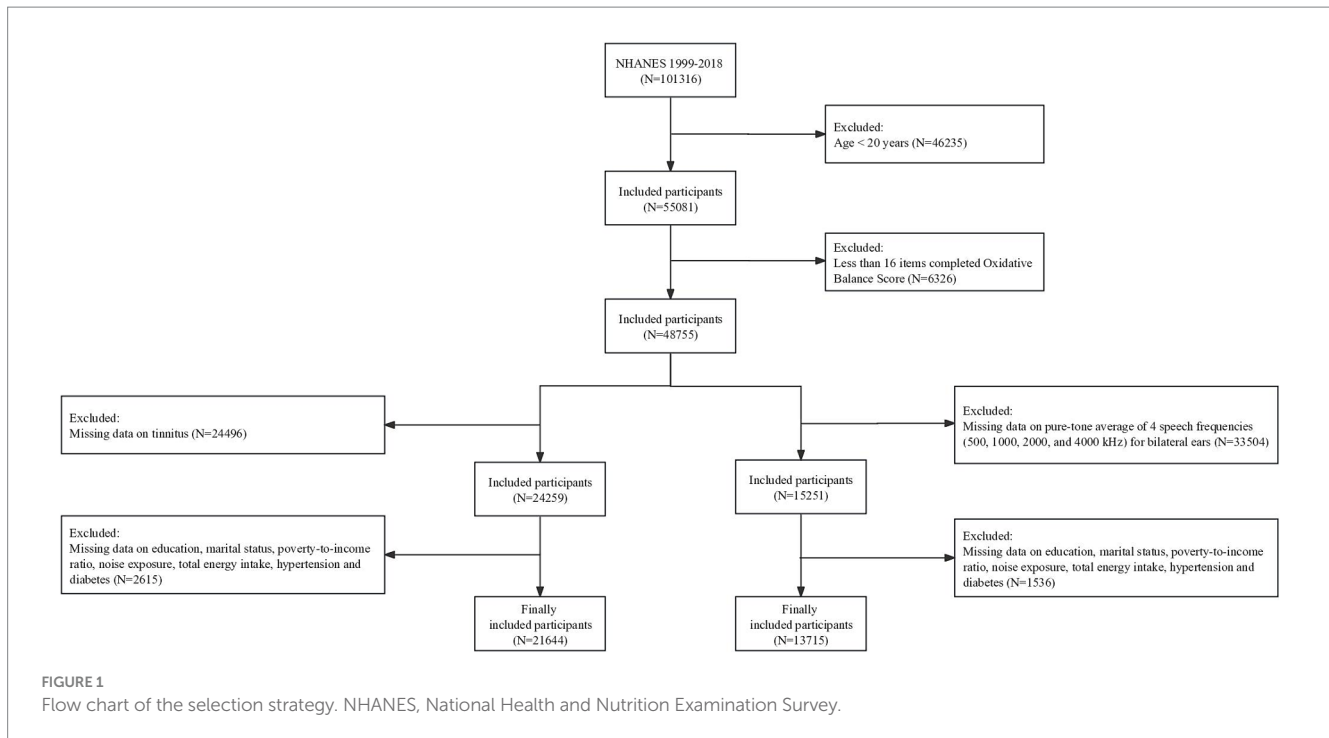 NHANES 1999-2018
(N=101316)
Excluded:
Age < 20 years (N=46235)
Included participants
(N=55081)
Excluded:
Less than 16 items completed Oxidative
Balance Score (N=6326)
Included participants
(N=48755)
Excluded:
Missing data on tinnitus (N=24496)
Excluded:
Missing data on pure-tone average of 4 speech frequencies
(500, 1000, 2000, and 4000 kHz) for bilateral ears (N=33504)
Included participants
(N=24259)
Included participants
(N=15251)
Excluded:
Missing data on education, marital status, poverty-to-income
ratio, noise exposure, total energy intake, hypertension and
diabetes (N=2615)
Excluded:
Missing data on education, marital status, poverty-to-income
ratio, noise exposure, total energy intake, hypertension and
diabetes (N=1536)
Finally
included participants
(N=21644)
Finally
included participants
(N=13715)
FIGURE 1
Flow chart of the selection strategy. NHANES, National Health and Nutrition Examination Survey.